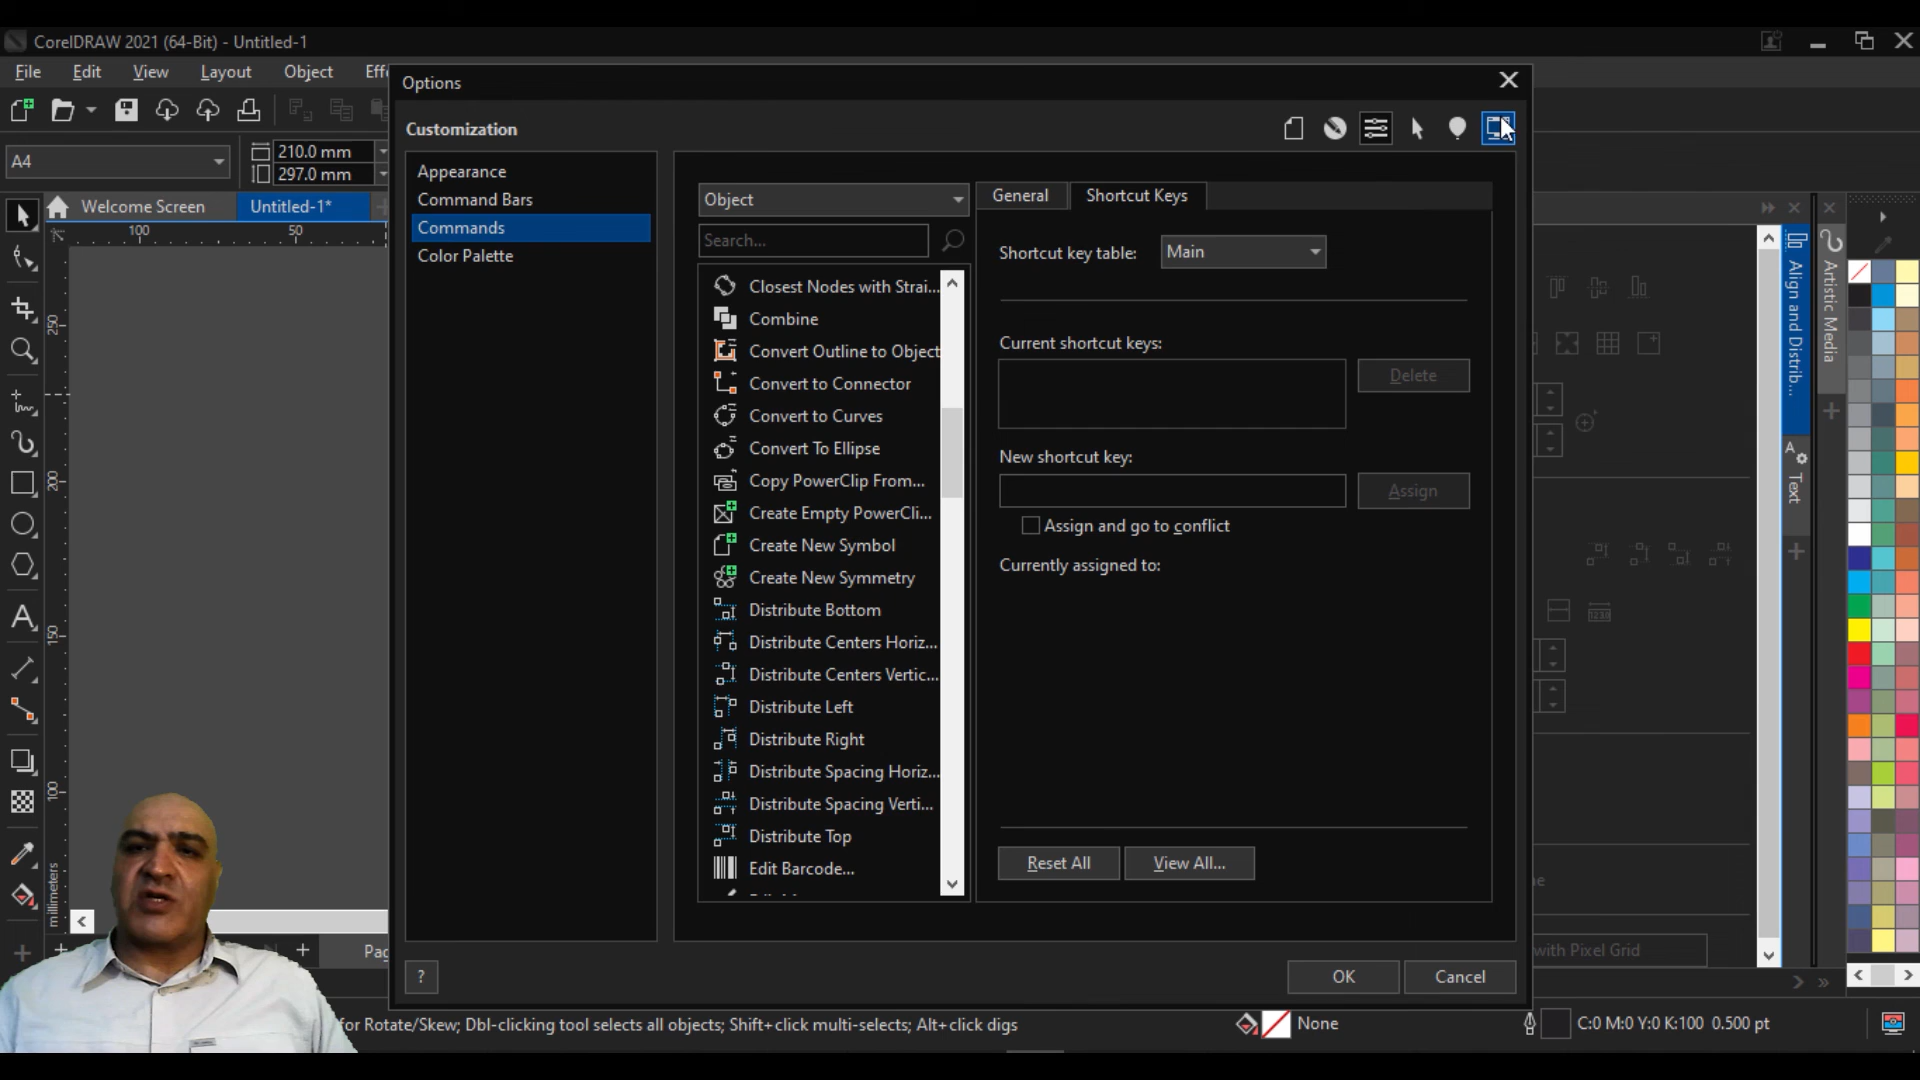 CorelDRAW 2021 (64-Bit) - Untitled-1
File Edit View Layout Object
Options
Customization
A4
210.0 mm
297.0 mm
Welcome Screen
Untitled-1*
100
50
250
200
150
100
millimeters
Appearance
Command Bars
Commands
Color Palette
Object
Search...
Closest Nodes with Strai...
Combine
Convert Outline to Object
Convert to Connector
Convert to Curves
Convert To Ellipse
Copy PowerClip From...
Create Empty PowerCli...
Create New Symbol
Create New Symmetry
Distribute Bottom
Distribute Centers Horiz...
Distribute Centers Vertic...
Distribute Left
Distribute Right
Distribute Spacing Horiz...
Distribute Spacing Verti...
Distribute Top
Edit Barcode...
General
Shortcut Keys
Shortcut key table:
Main
Current shortcut keys:
Delete
New shortcut key:
Assign
Assign and go to conflict
Currently assigned to:
Reset All
View All...
?
OK
Cancel
Align and Distrib...
Text
Artistic Media
with Pixel Grid
for Rotate/Skew; Dbl-clicking tool selects all objects; Shift+click multi-selects; Alt+click digs
None
C:0 M:0 Y:0 K:100 0.500 pt